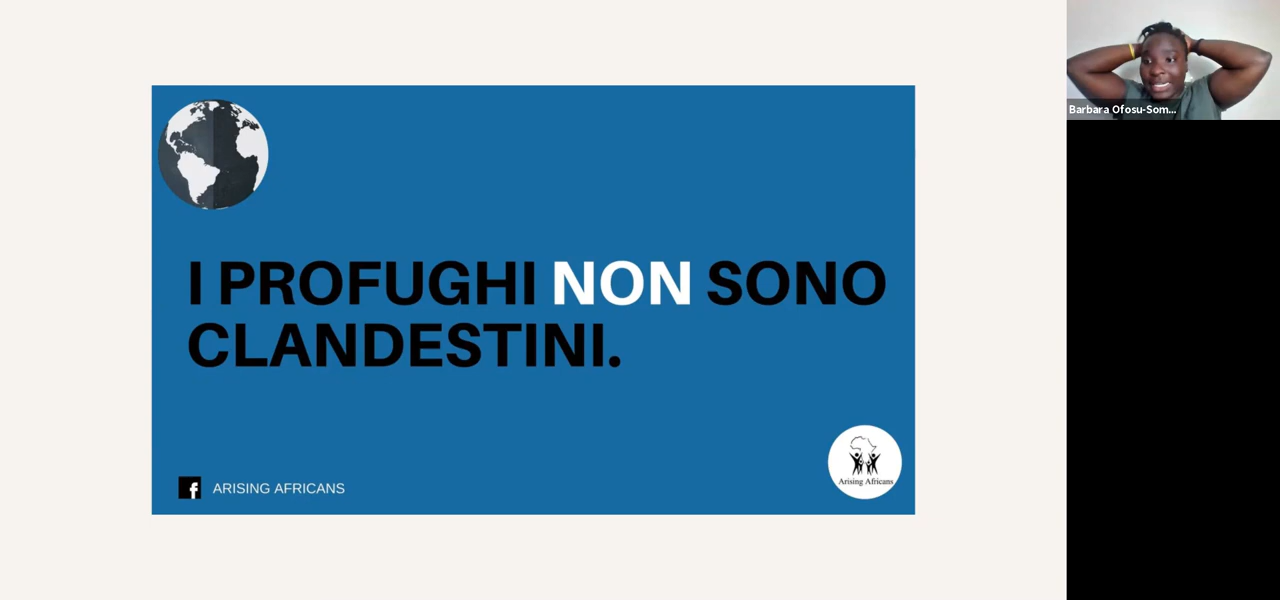 Barbara Ofosu-Som...
I PROFUGHI NON SONO
CLANDESTINI.
Arising Africans
f ARISING AFRICANS